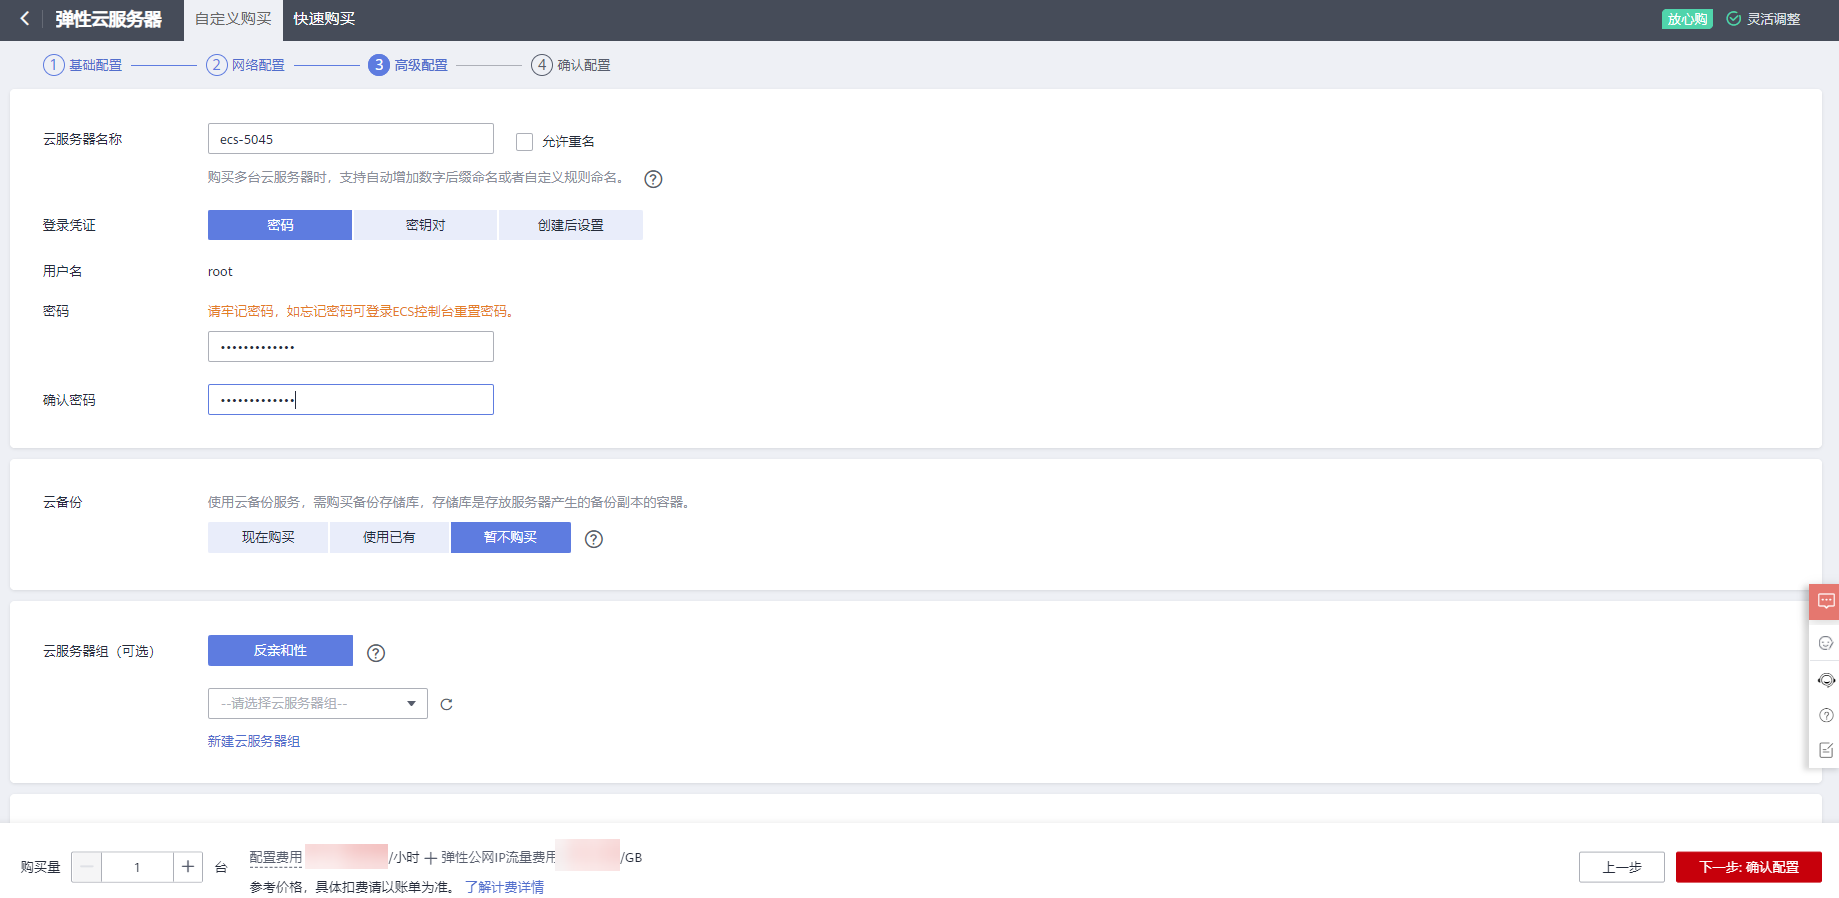 弹性云服务器 自定义购买 快速购买 放心购 灵活调整
1 基础配置 2 网络配置 3 高级配置 4 确认配置
云服务器名称 ecs-5045 允许重名
购买多台云服务器时，支持自动增加数字后缀命名或者自定义规则命名。
登录凭证 密码 密钥对 创建后设置
用户名 root
密码 请牢记密码，如忘记密码可登录ECS控制台重置密码。
•••••••••••••
确认密码 •••••••••••••
云备份 使用云备份服务，需购买备份存储库，存储库是存放服务器产生的备份副本的容器。
现在购买 使用已有 暂不购买
云服务器组（可选） 反亲和性
--请选择云服务器组--
新建云服务器组
购买量 1 台 配置费用 /小时 + 弹性公网IP流量费用 /GB
参考价格，具体扣费请以账单为准。 了解计费详情
上一步 下一步: 确认配置